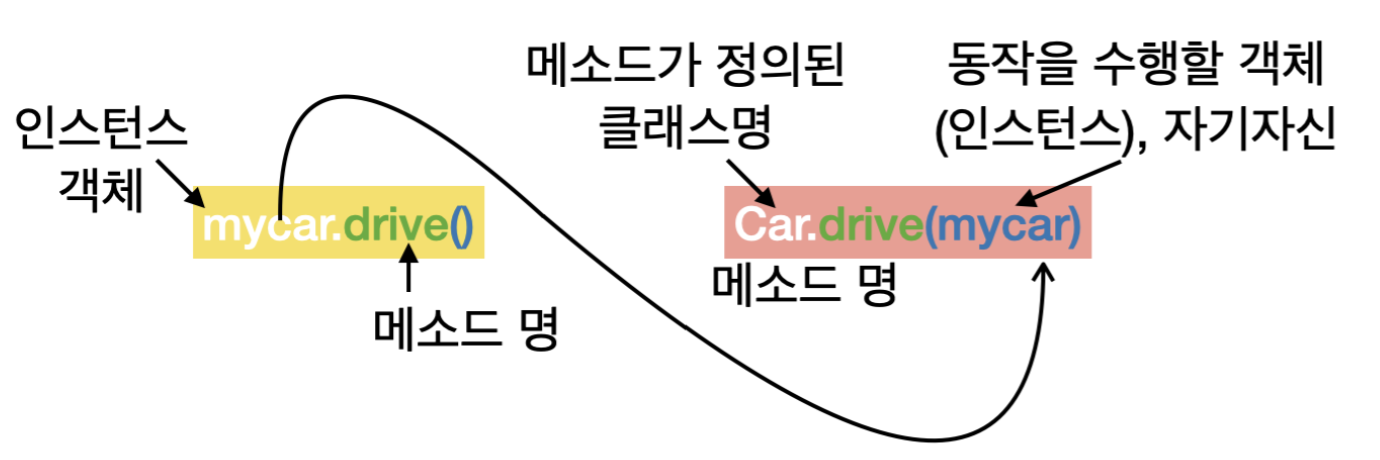 인스턴스
객체
mycar.drive()
메소드 명
메소드가 정의된
클래스명
동작을 수행할 객체
(인스턴스), 자기자신
Car.drive(mycar)
메소드 명